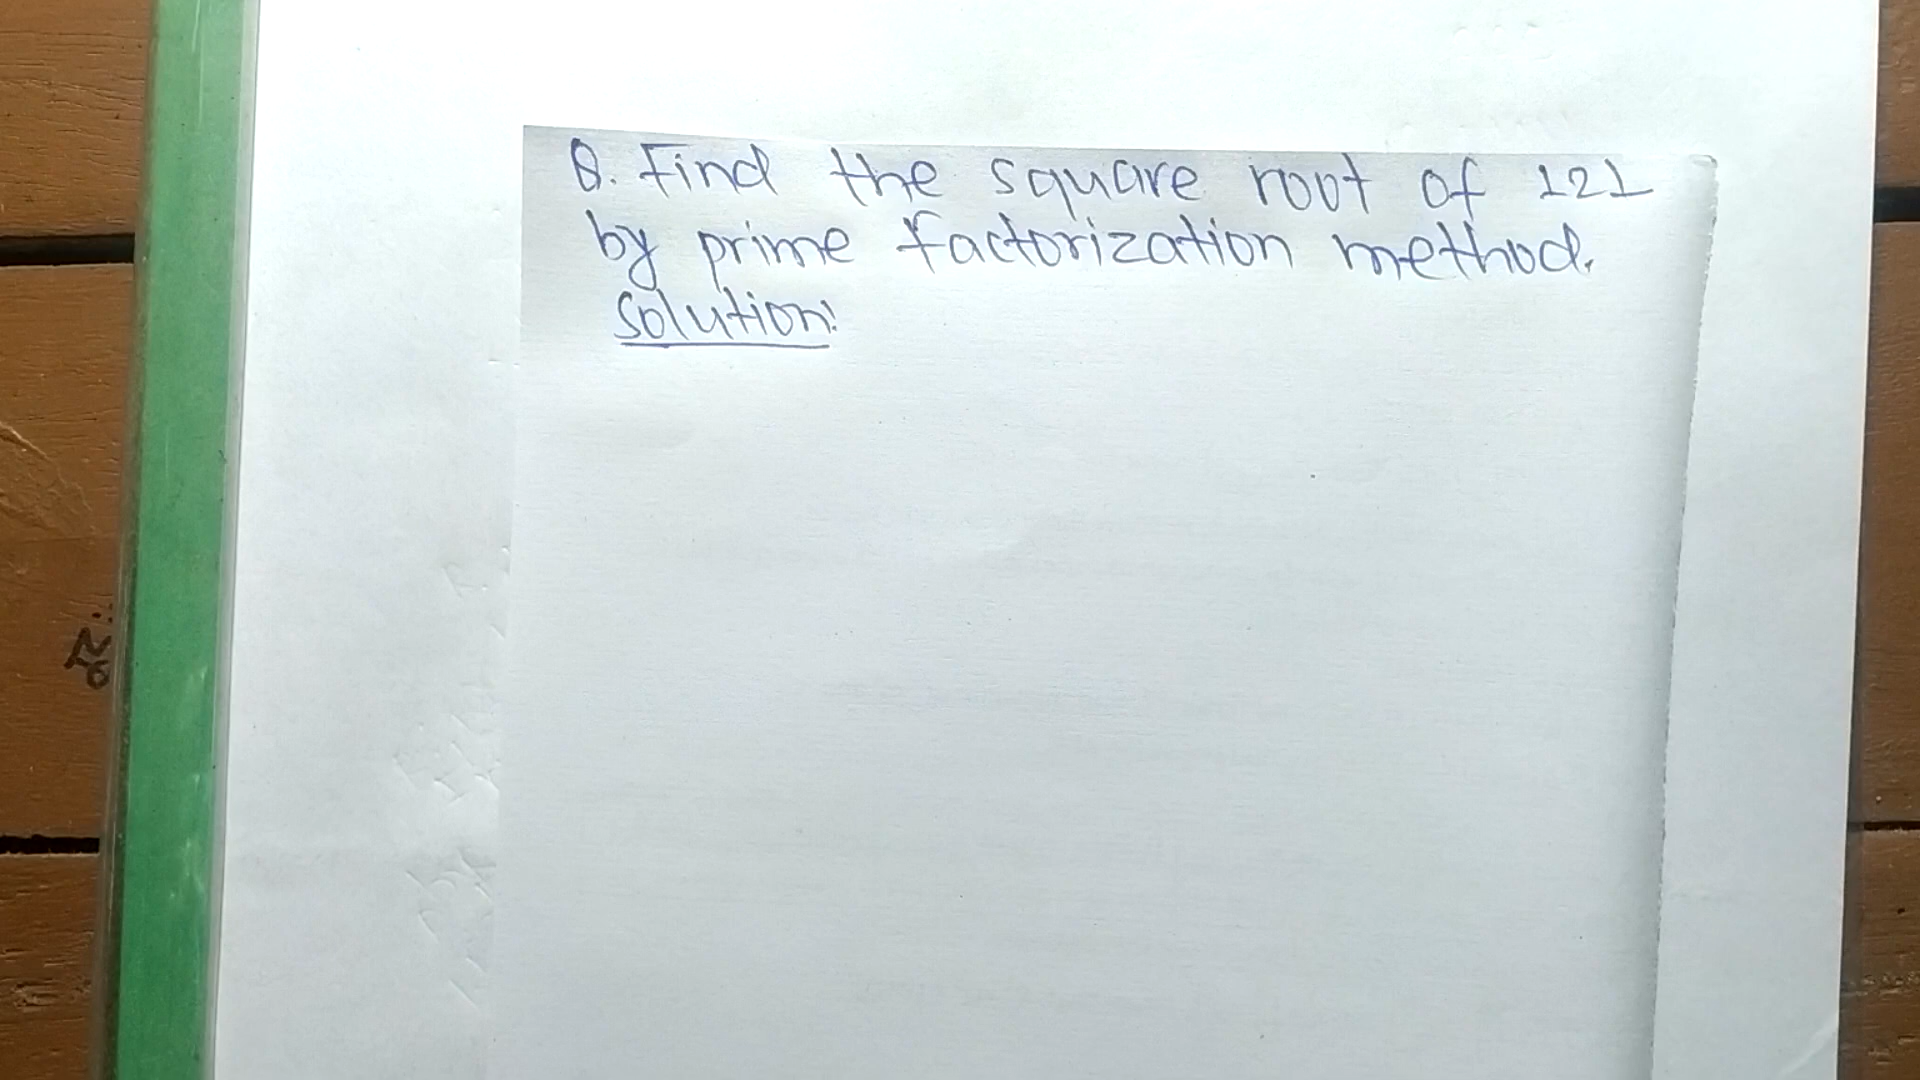 Q. Find the square root of 121
by prime factorization method.
Solution: